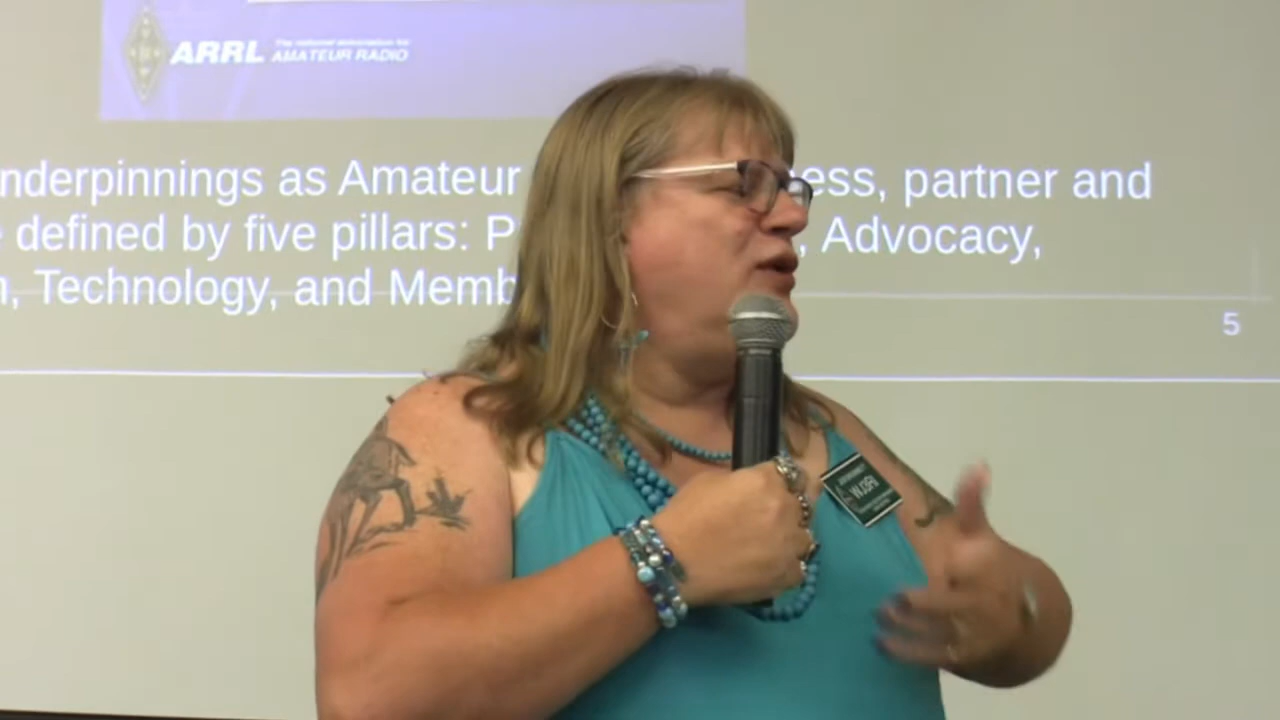 ARRL The national association for
AMATEUR RADIO
nderpinnings as Amateur ess, partner and
defined by five pillars: P , Advocacy,
, Technology, and Memb
5